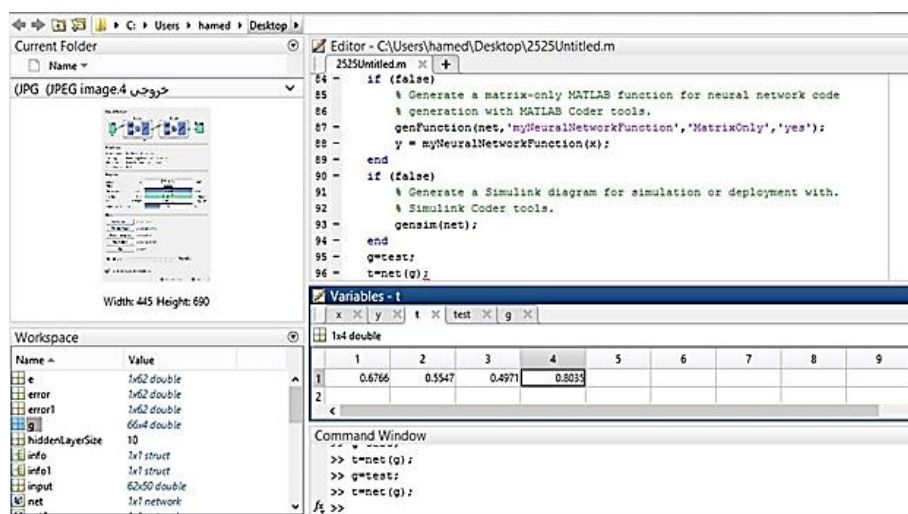 C: Users hamed Desktop
Current Folder
Name
(JPG (JPEG image.4 خروجی
Width: 445 Height: 690
Workspace
Name Value
e 1x62 double
error 1x62 double
error1 1x62 double
g 66x4 double
hiddenLayerSize 10
info 1x1 struct
info1 1x1 struct
input 62x50 double
net 1x1 network
Editor - C:\Users\hamed\Desktop\2525Untitled.m
2525Untitled.m × +
84 - if (false)
85 % Generate a matrix-only MATLAB function for neural network code
86 % generation with MATLAB Coder tools.
87 - genFunction(net,'myNeuralNetworkFunction','MatrixOnly','yes');
88 - y = myNeuralNetworkFunction(x);
89 - end
90 - if (false)
91 % Generate a Simulink diagram for simulation or deployment with.
92 % Simulink Coder tools.
93 - gensim(net);
94 - end
95 - g=test;
96 - t=net(g);
Variables - t
x × y × t × test × g ×
1x4 double
1 2 3 4 5 6 7 8 9
1 0.6766 0.5547 0.4971 0.8035
2
Command Window
>> t=net(g);
>> g=test;
>> t=net(g);
fx >>